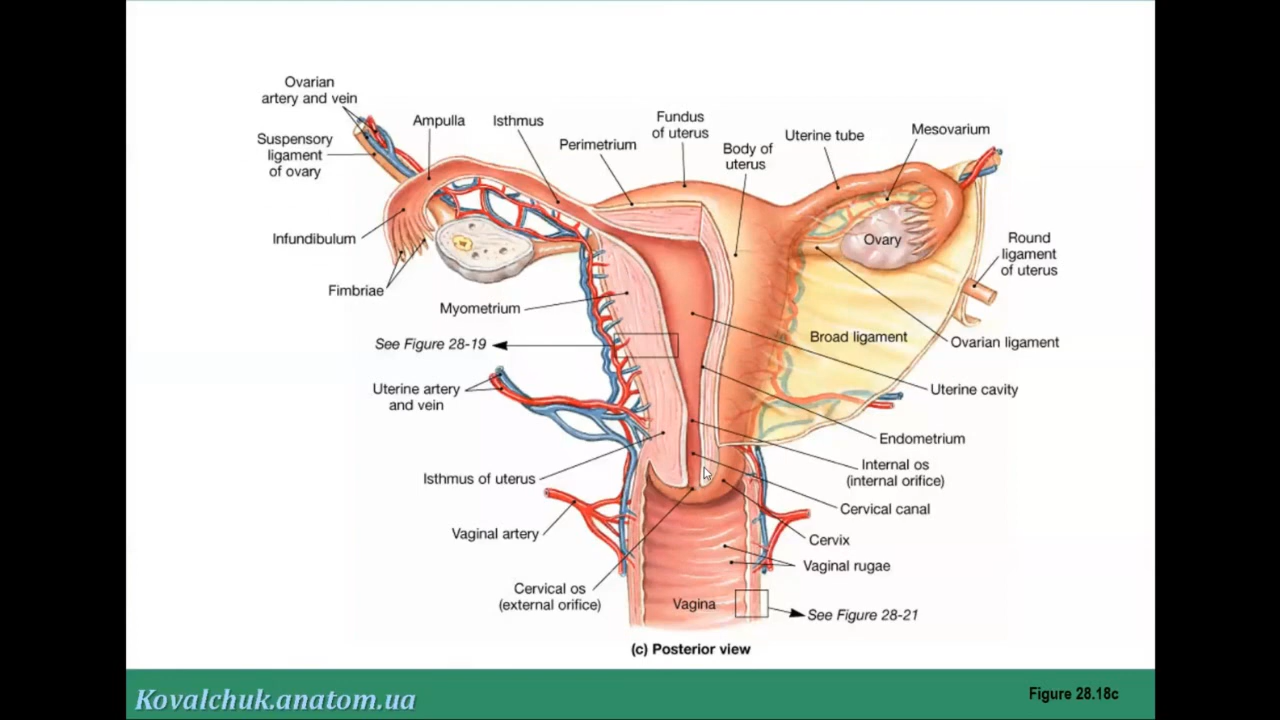 Ovarian
artery and vein
Suspensory
ligament
of ovary
Ampulla
Isthmus
Perimetrium
Fundus
of uterus
Body of
uterus
Uterine tube
Mesovarium
Infundibulum
Fimbriae
Ovary
Round
ligament
of uterus
Myometrium
See Figure 28-19
Broad ligament
Ovarian ligament
Uterine artery
and vein
Uterine cavity
Endometrium
Isthmus of uterus
Internal os
(internal orifice)
Cervical canal
Vaginal artery
Cervix
Vaginal rugae
Cervical os
(external orifice)
Vagina
See Figure 28-21
(c) Posterior view
Kovalchuk.anatom.ua
Figure 28.18c